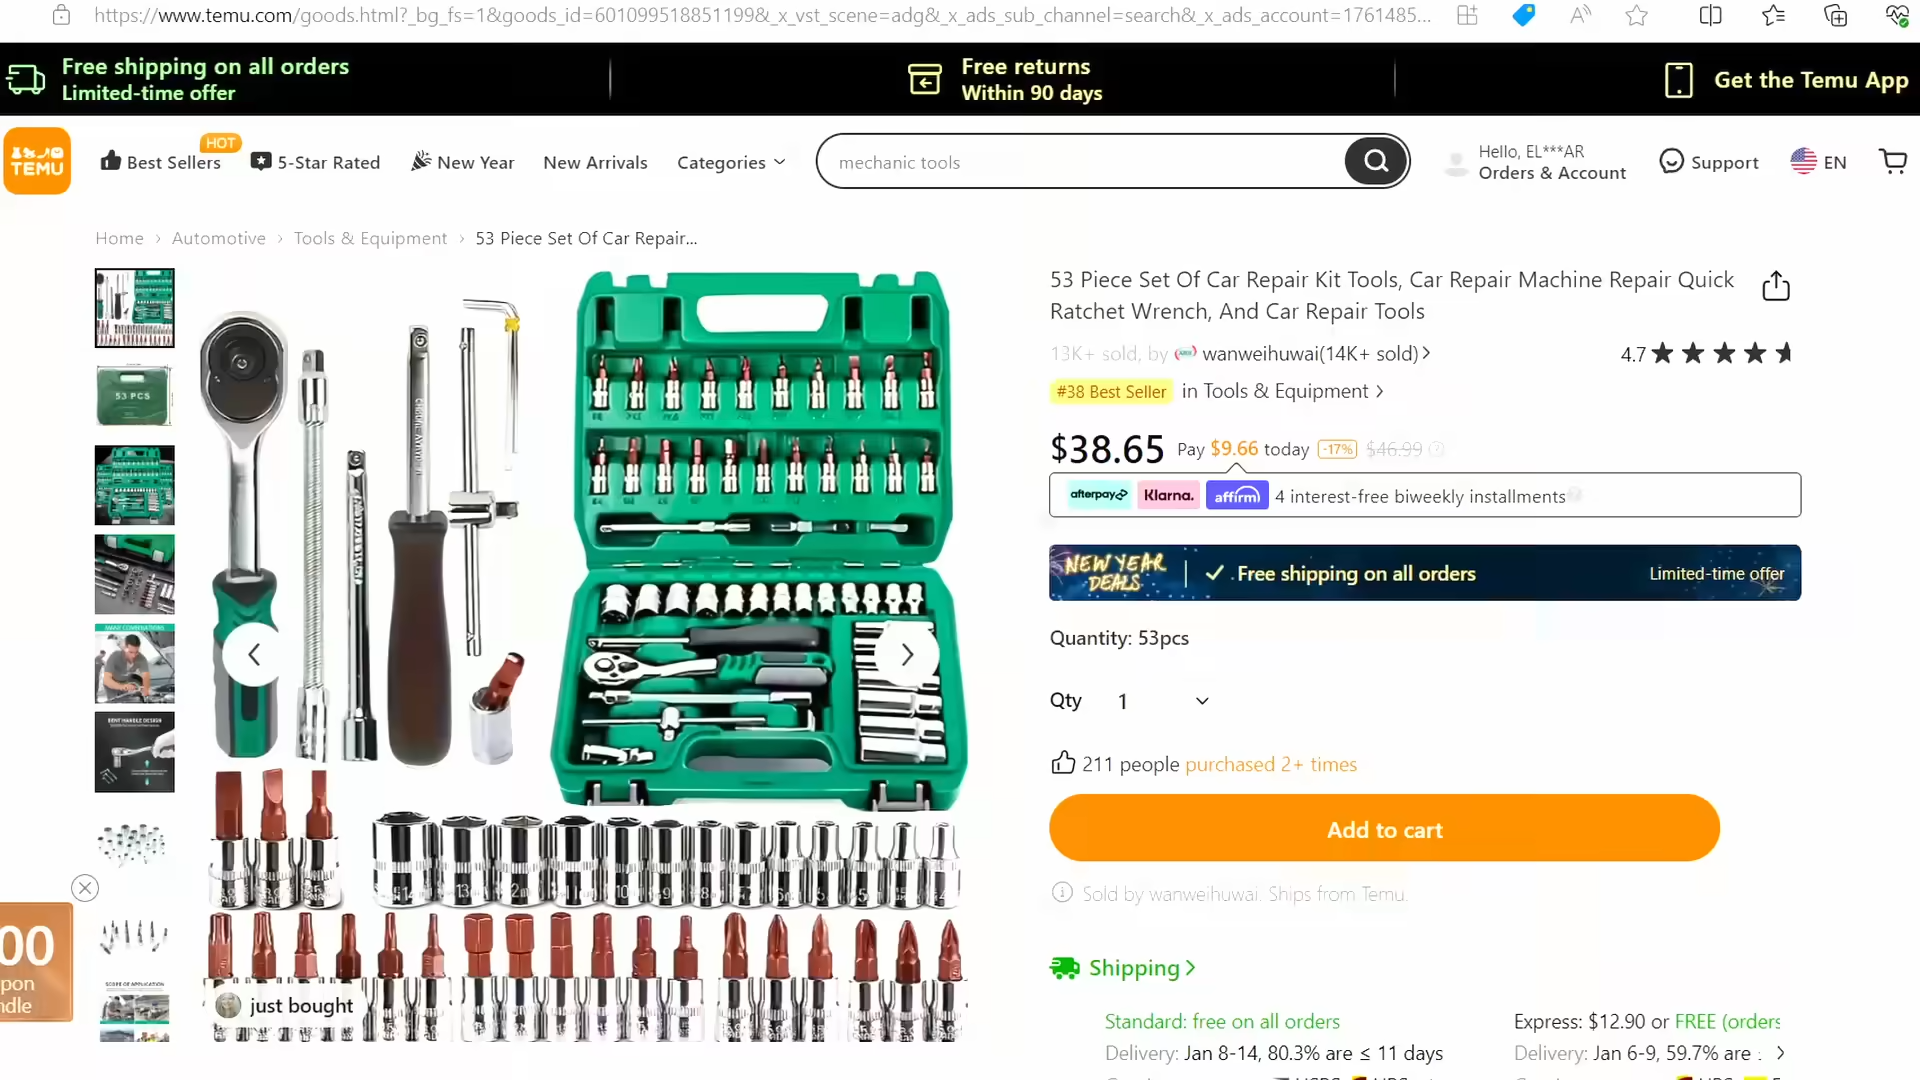 https://www.temu.com/goods.html?_bg_fs=1&goods_id=601099518851199&_x_vst_scene=adg&_x_ads_sub_channel=search&_x_ads_account=1761485...
Free shipping on all orders
Limited-time offer
Free returns
Within 90 days
Get the Temu App
TEMU
Best Sellers
HOT
5-Star Rated
New Year
New Arrivals
Categories
mechanic tools
Hello, EL***AR
Orders & Account
Support
EN
Home › Automotive › Tools & Equipment › 53 Piece Set Of Car Repair...
53 PCS
53 Piece Set Of Car Repair Kit Tools, Car Repair Machine Repair Quick
Ratchet Wrench, And Car Repair Tools
13K+ sold, by wanweihuwai(14K+ sold)
4.7
#38 Best Seller in Tools & Equipment
$38.65 Pay $9.66 today -17% $46.99
afterpay Klarna. affirm 4 interest-free biweekly installments
NEW YEAR
DEALS
Free shipping on all orders
Limited-time offer
Quantity: 53pcs
Qty 1
211 people purchased 2+ times
Add to cart
Sold by wanweihuwai. Ships from Temu.
Shipping
Standard: free on all orders
Delivery: Jan 8-14, 80.3% are ≤ 11 days
Express: $12.90 or FREE (orders
Delivery: Jan 6-9, 59.7% are
just bought
00
pon
ndle